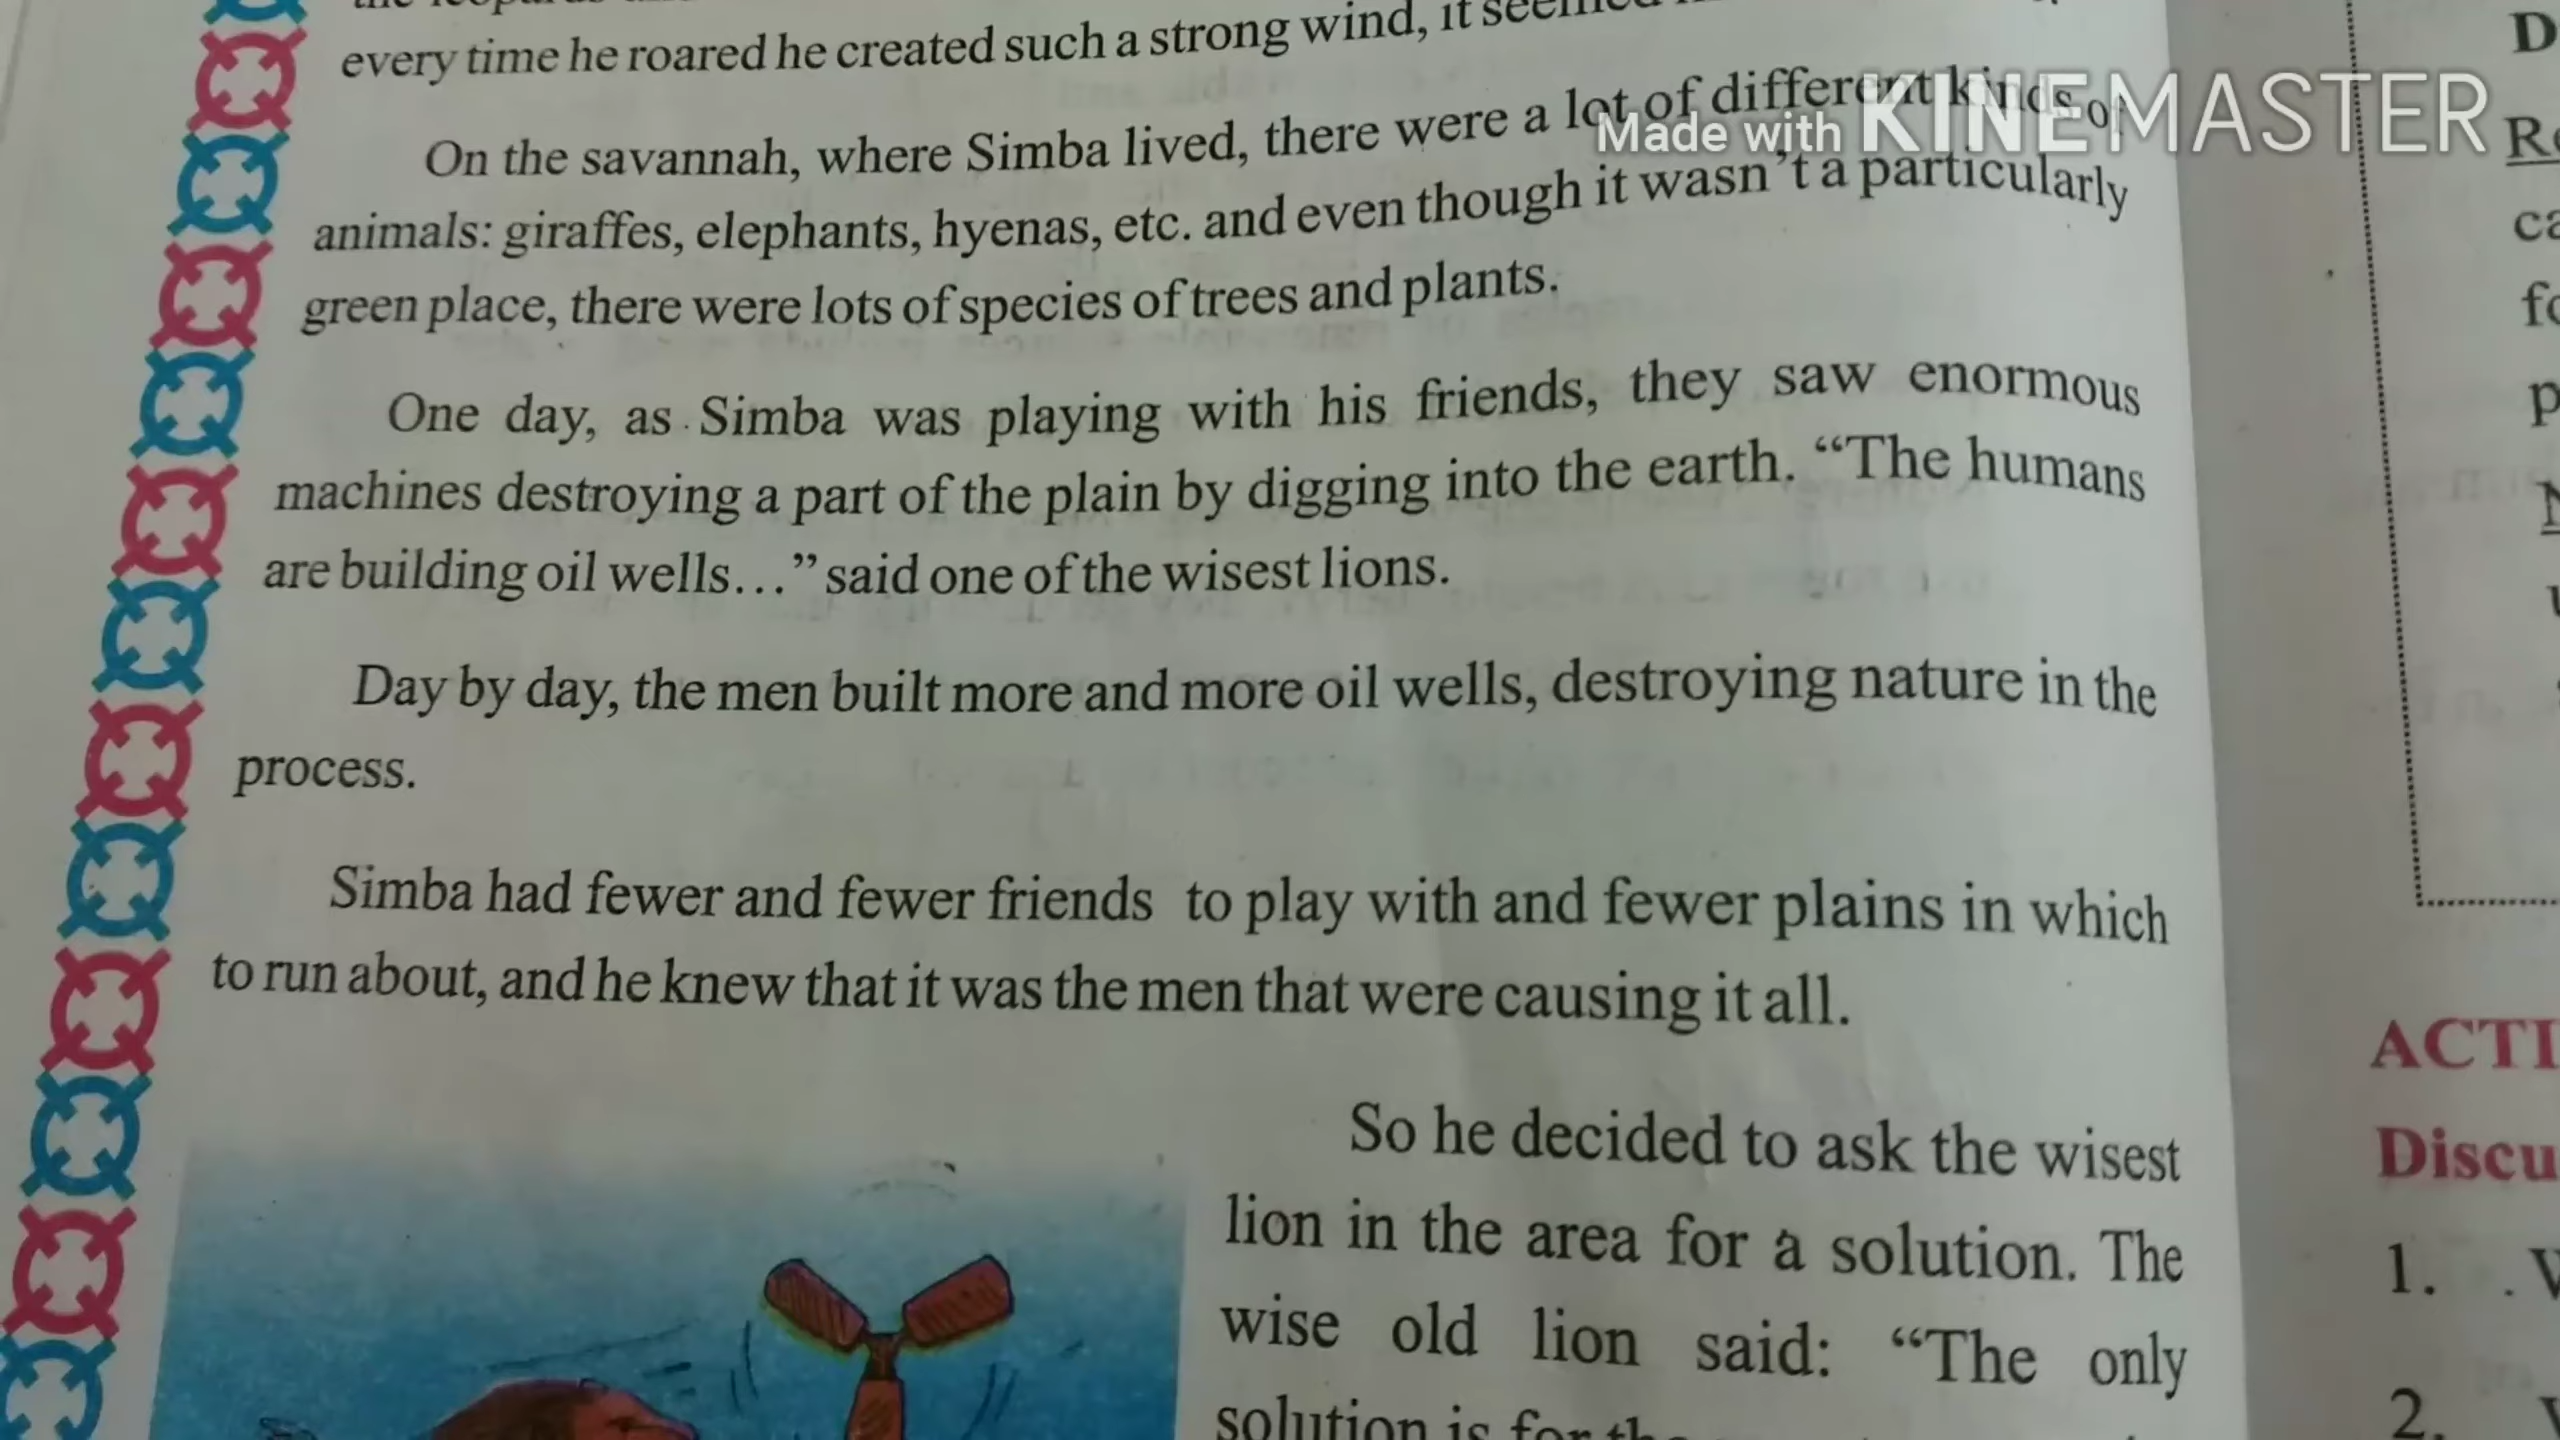 every time he roared he created such a strong wind, it
On the savannah, where Simba lived, there were a lot of different kinds of
animals: giraffes, elephants, hyenas, etc. and even though it wasn't a particularly
green place, there were lots of species of trees and plants.
One day, as Simba was playing with his friends, they saw enormous
machines destroying a part of the plain by digging into the earth. “The humans
are building oil wells...” said one of the wisest lions.
Day by day, the men built more and more oil wells, destroying nature in the
process.
Simba had fewer and fewer friends to play with and fewer plains in which
to run about, and he knew that it was the men that were causing it all.
So he decided to ask the wisest
lion in the area for a solution. The
wise old lion said: “The only
solution is for
Made with KINEMASTER
ACTI
Discu
1.
2.